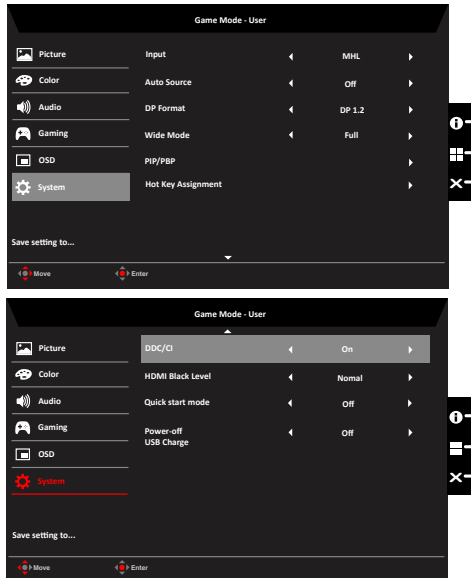 Game Mode - User
Picture
Input MHL
Color
Auto Source Off
Audio
DP Format DP 1.2
Gaming
Wide Mode Full
OSD
PIP/PBP
System
Hot Key Assignment
Save setting to...
Move Enter
Game Mode - User
Picture
DDC/CI On
Color
HDMI Black Level Nomal
Audio
Quick start mode Off
Gaming
Power-off Off
USB Charge
OSD
System
Save setting to...
Move Enter